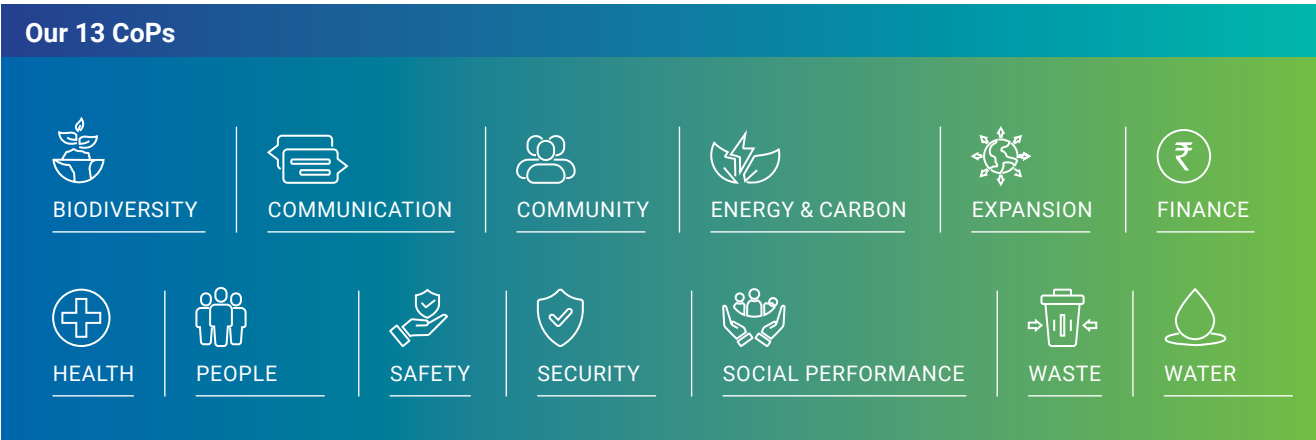 Our 13 CoPs
BIODIVERSITY
COMMUNICATION
COMMUNITY
ENERGY & CARBON
EXPANSION
₹
FINANCE
HEALTH
PEOPLE
SAFETY
SECURITY
SOCIAL PERFORMANCE
WASTE
WATER